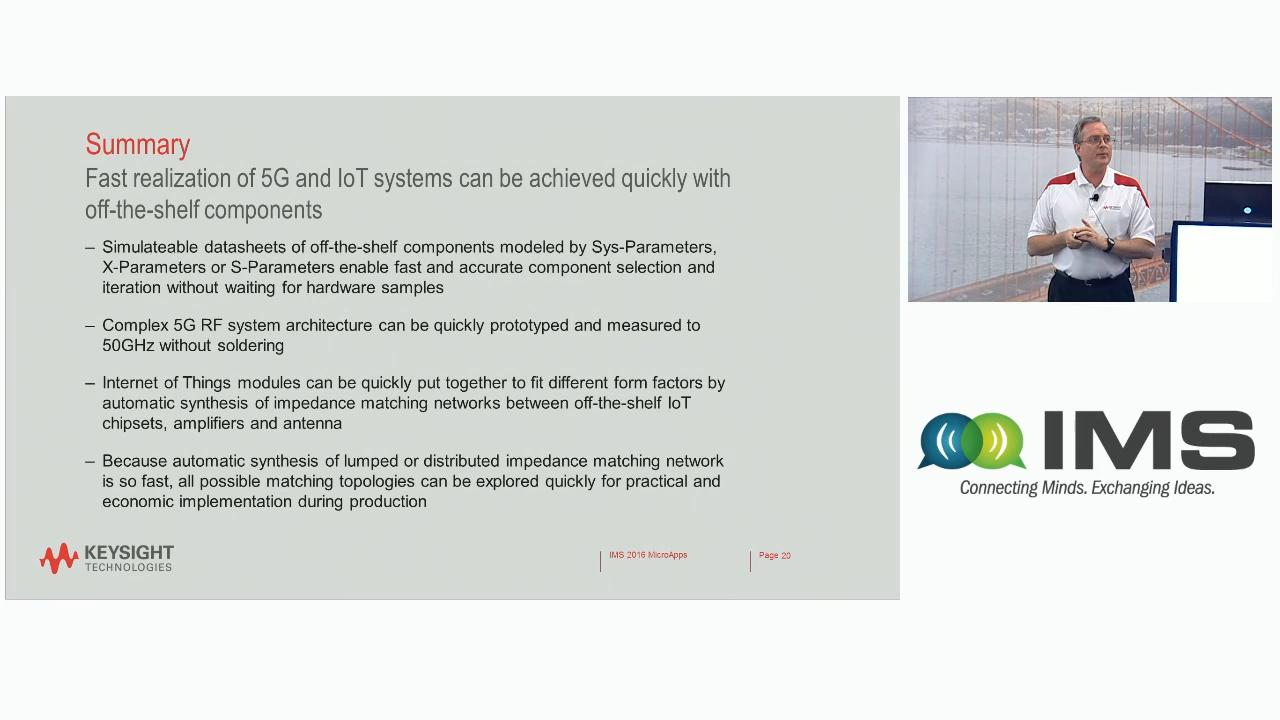 Summary
Fast realization of 5G and IoT systems can be achieved quickly with
off-the-shelf components
– Simulateable datasheets of off-the-shelf components modeled by Sys-Parameters,
X-Parameters or S-Parameters enable fast and accurate component selection and
iteration without waiting for hardware samples
– Complex 5G RF system architecture can be quickly prototyped and measured to
50GHz without soldering
– Internet of Things modules can be quickly put together to fit different form factors by
automatic synthesis of impedance matching networks between off-the-shelf IoT
chipsets, amplifiers and antenna
– Because automatic synthesis of lumped or distributed impedance matching network
is so fast, all possible matching topologies can be explored quickly for practical and
economic implementation during production
KEYSIGHT
TECHNOLOGIES
IMS 2016 MicroApps
Page 20
IMS
Connecting Minds. Exchanging Ideas.